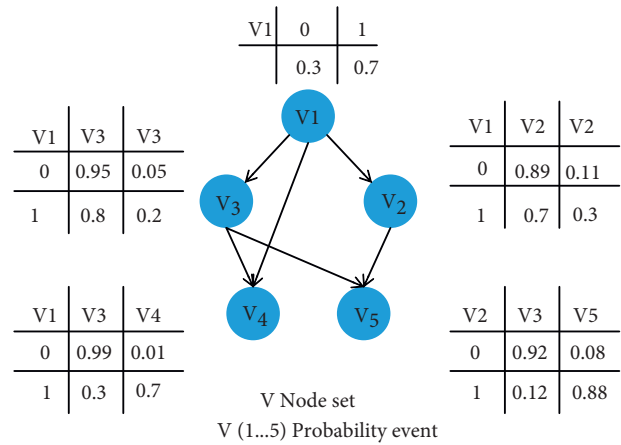 V1 0 1
0.3 0.7
V1
V1 V3 V3
0 0.95 0.05
1 0.8 0.2
V1 V2 V2
0 0.89 0.11
1 0.7 0.3
V3
V2
V4
V5
V1 V3 V4
0 0.99 0.01
1 0.3 0.7
V2 V3 V5
0 0.92 0.08
1 0.12 0.88
V Node set
V (1...5) Probability event